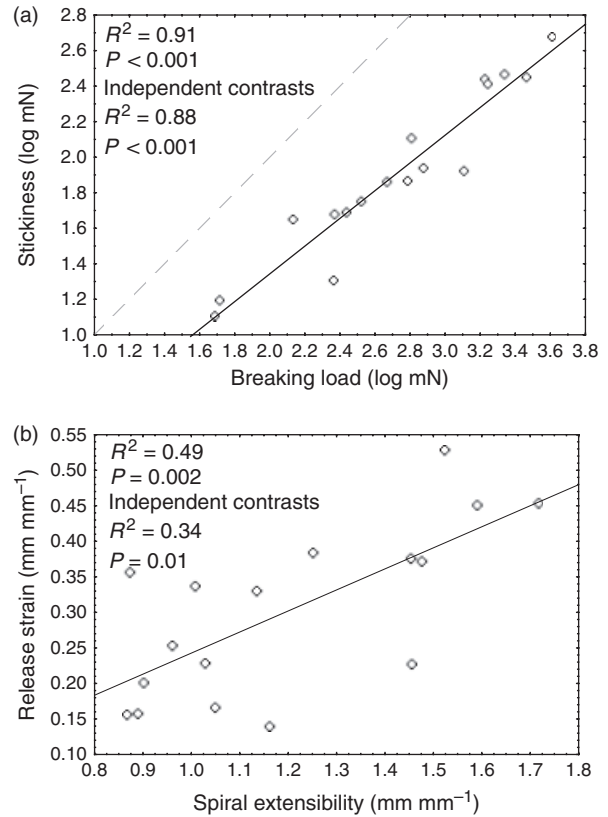 (a)
2.8
2.6
2.4
2.2
2.0
1.8
1.6
1.4
1.2
1.0
Stickiness (log mN)
R² = 0.91
P < 0.001
Independent contrasts
R² = 0.88
P < 0.001
1.0 1.2 1.4 1.6 1.8 2.0 2.2 2.4 2.6 2.8 3.0 3.2 3.4 3.6 3.8
Breaking load (log mN)
(b)
0.55
0.50
0.45
0.40
0.35
0.30
0.25
0.20
0.15
0.10
Release strain (mm mm⁻¹)
R² = 0.49
P = 0.002
Independent contrasts
R² = 0.34
P = 0.01
0.8 0.9 1.0 1.1 1.2 1.3 1.4 1.5 1.6 1.7 1.8
Spiral extensibility (mm mm⁻¹)